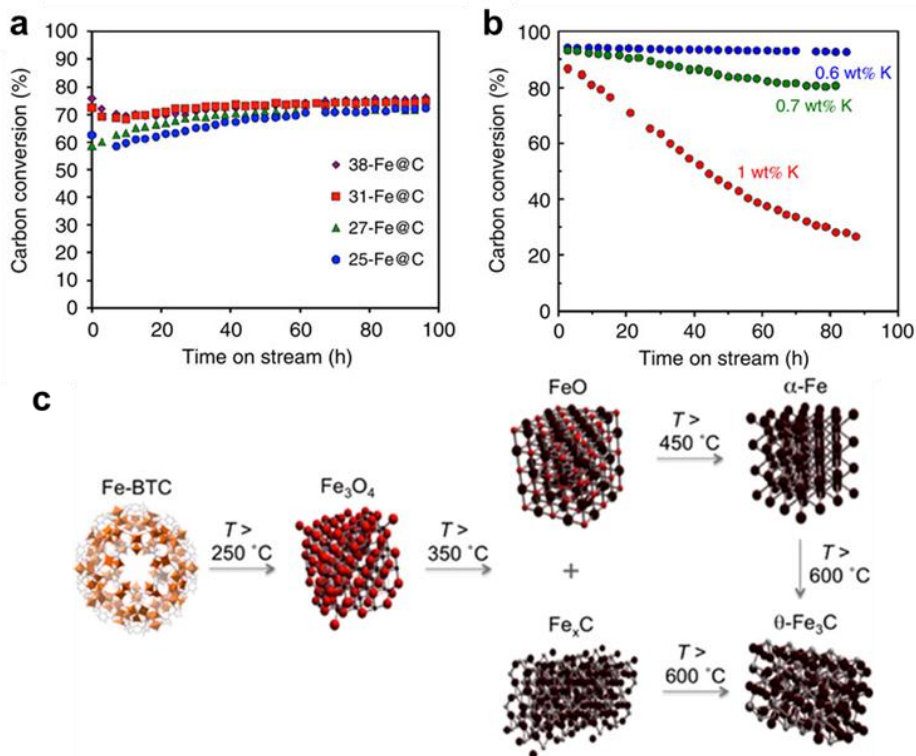 a
Carbon conversion (%)
100
90
80
70
60
50
40
30
20
10
0
0 20 40 60 80 100
Time on stream (h)
38-Fe@C
31-Fe@C
27-Fe@C
25-Fe@C
b
Carbon conversion (%)
100
80
60
40
20
0
0 20 40 60 80 100
Time on stream (h)
0.6 wt% K
0.7 wt% K
1 wt% K
c
Fe-BTC
T >
250 ˚C
Fe₃O₄
T >
350 ˚C
FeO
T >
450 ˚C
α-Fe
+
T >
600 ˚C
FeₓC
T >
600 ˚C
θ-Fe₃C